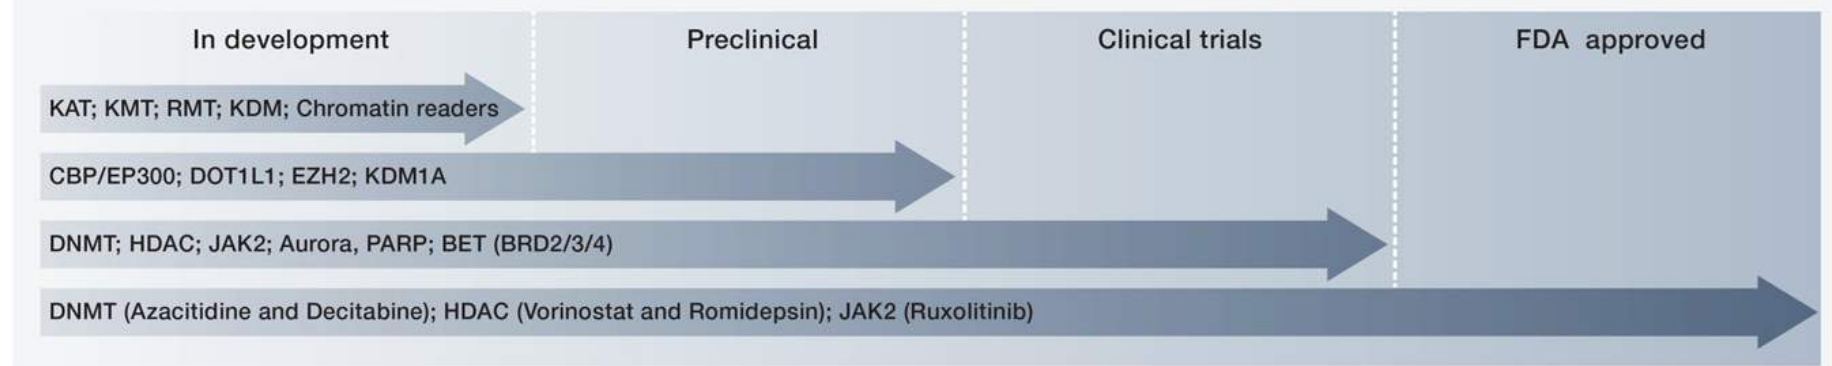 In development Preclinical Clinical trials FDA approved
KAT; KMT; RMT; KDM; Chromatin readers
CBP/EP300; DOT1L1; EZH2; KDM1A
DNMT; HDAC; JAK2; Aurora, PARP; BET (BRD2/3/4)
DNMT (Azacitidine and Decitabine); HDAC (Vorinostat and Romidepsin); JAK2 (Ruxolitinib)